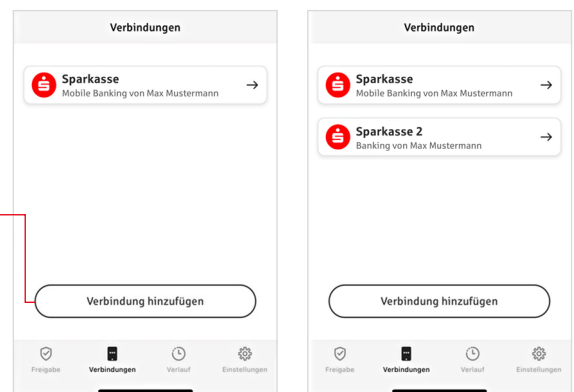 Verbindungen
Sparkasse
Mobile Banking von Max Mustermann
Verbindung hinzufügen
Freigabe Verbindungen Verlauf Einstellungen
Verbindungen
Sparkasse
Mobile Banking von Max Mustermann
Sparkasse 2
Banking von Max Mustermann
Verbindung hinzufügen
Freigabe Verbindungen Verlauf Einstellungen